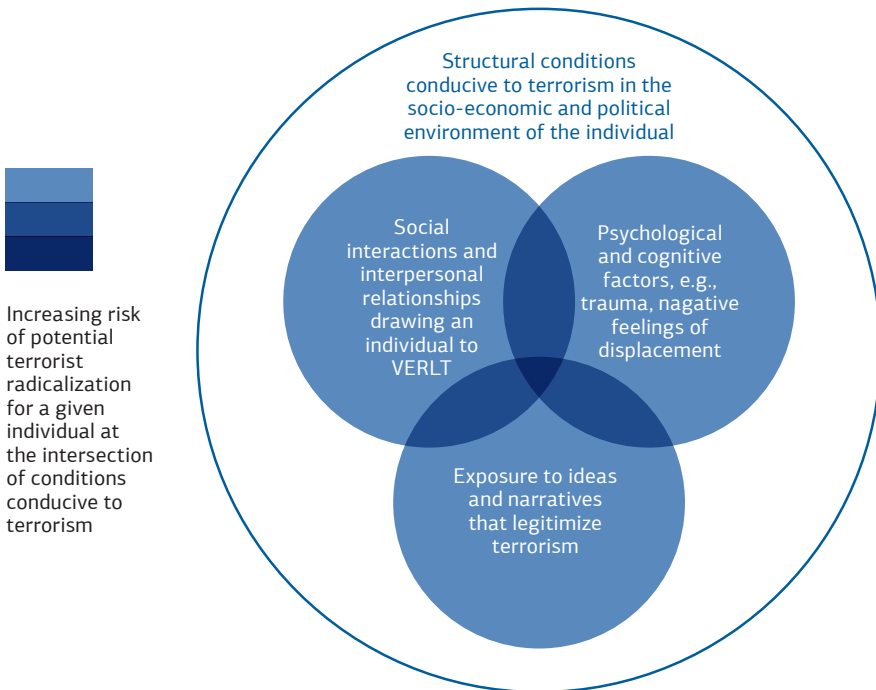 Structural conditions
conducive to terrorism in the
socio-economic and political
environment of the individual
Social
interactions and
interpersonal
relationships
drawing an
individual to
VERLT
Psychological
and cognitive
factors, e.g.,
trauma, nagative
feelings of
displacement
Exposure to ideas
and narratives
that legitimize
terrorism
Increasing risk
of potential
terrorist
radicalization
for a given
individual at
the intersection
of conditions
conducive to
terrorism